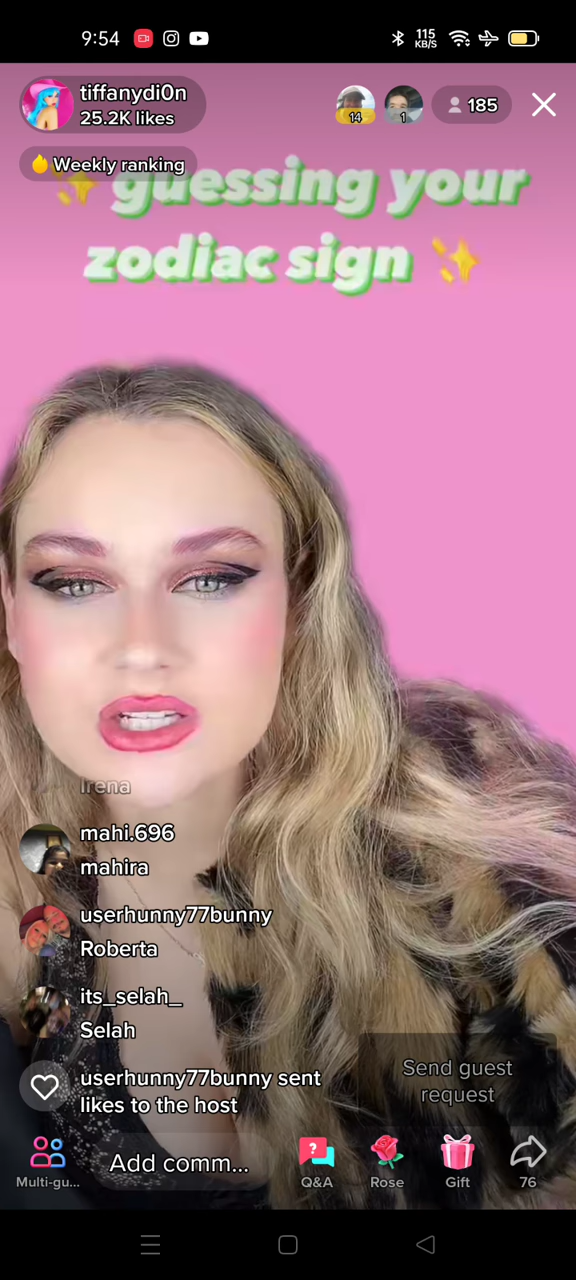 9:54
115
KB/S
tiffanydi0n
25.2K likes
14
1
185
Weekly ranking
guessing your
zodiac sign
Irena
mahi.696
mahira
userhunny77bunny
Roberta
its_selah_
Selah
userhunny77bunny sent
likes to the host
Send guest
request
Add comm...
Multi-gu...
Q&A
Rose
Gift
76